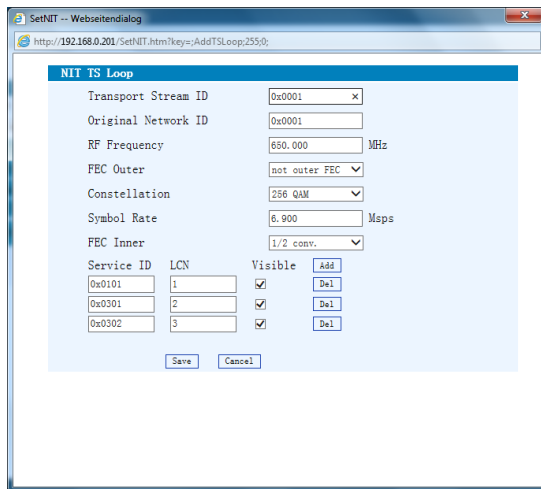 SetNIT -- Webseitendialog
http://192.168.0.201/SetNIT.htm?key=;AddTSLoop;255;0;
NIT TS Loop
Transport Stream ID 0x0001
Original Network ID 0x0001
RF Frequency 650.000 MHz
FEC Outer not outer FEC
Constellation 256 QAM
Symbol Rate 6.900 Msps
FEC Inner 1/2 conv.
Service ID LCN Visible Add
0x0101 1 Del
0x0301 2 Del
0x0302 3 Del
Save Cancel